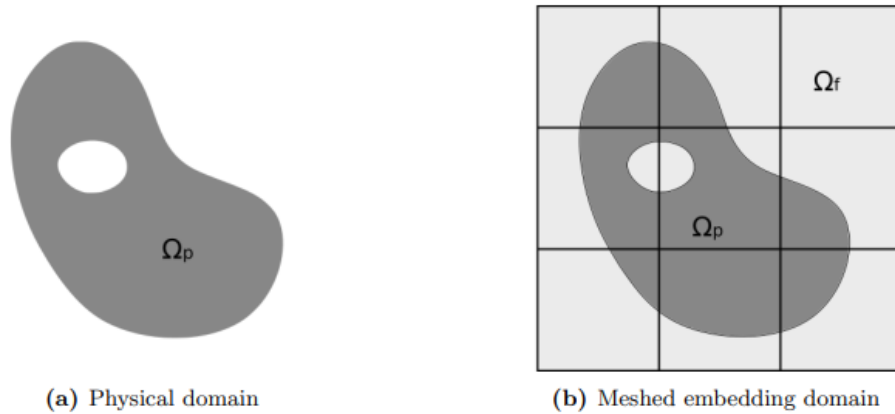 Ωf
Ωp
Ωp
(a) Physical domain
(b) Meshed embedding domain